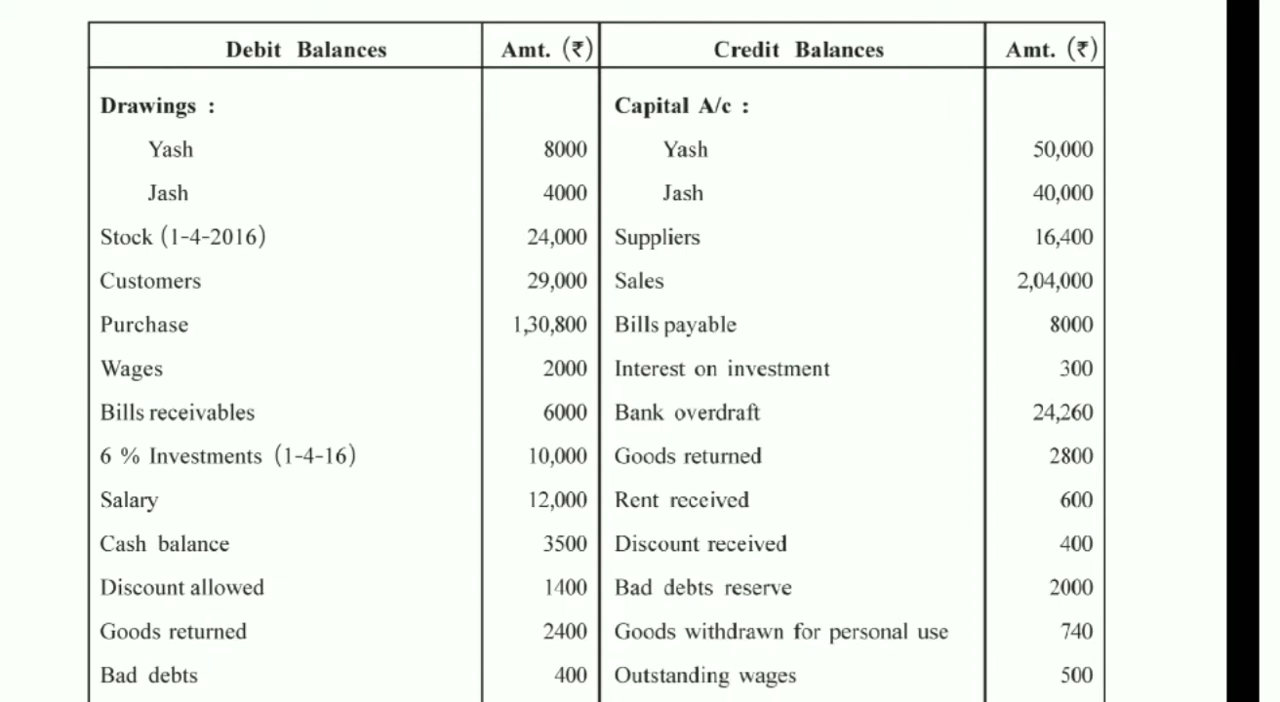 Debit Balances Amt. (₹) Credit Balances Amt. (₹)
Drawings : Capital A/c :
Yash 8000 Yash 50,000
Jash 4000 Jash 40,000
Stock (1-4-2016) 24,000 Suppliers 16,400
Customers 29,000 Sales 2,04,000
Purchase 1,30,800 Bills payable 8000
Wages 2000 Interest on investment 300
Bills receivables 6000 Bank overdraft 24,260
6 % Investments (1-4-16) 10,000 Goods returned 2800
Salary 12,000 Rent received 600
Cash balance 3500 Discount received 400
Discount allowed 1400 Bad debts reserve 2000
Goods returned 2400 Goods withdrawn for personal use 740
Bad debts 400 Outstanding wages 500